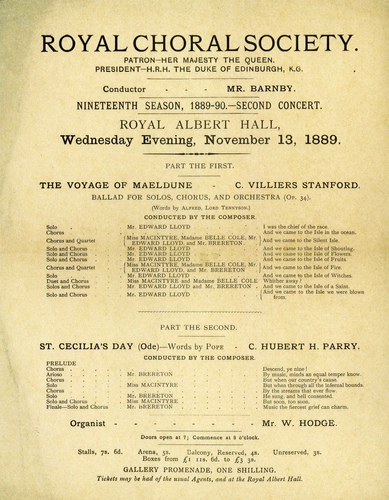 ROYAL CHORAL SOCIETY.
PATRON—HER MAJESTY THE QUEEN.
PRESIDENT—H.R.H. THE DUKE OF EDINBURGH, K.G.
Conductor - - - MR. BARNBY.
NINETEENTH SEASON, 1889-90.—SECOND CONCERT.
ROYAL ALBERT HALL,
Wednesday Evening, November 13, 1889.
PART THE FIRST.
THE VOYAGE OF MAELDUNE - C. VILLIERS STANFORD.
BALLAD FOR SOLOS, CHORUS, AND ORCHESTRA (OP. 34).
(Words by ALFRED, LORD TENNYSON.)
CONDUCTED BY THE COMPOSER.
Solo . Mr. EDWARD LLOYD . I was the chief of the race.
Chorus . And we came to the Isle in the ocean.
Chorus and Quartet { Miss MACINTYRE, Madame BELLE COLE, Mr. EDWARD LLOYD, and Mr. BRERETON } And we came to the Silent Isle.
Solo and Chorus . Mr. EDWARD LLOYD . And we came to the Isle of Shouting.
Solo and Chorus . Mr. EDWARD LLOYD . And we came to the Isle of Flowers.
Solo and Chorus . Mr. EDWARD LLOYD . And we came to the Isle of Fruits
Chorus and Quartet { Miss MACINTYRE, Madame BELLE COLE, Mr. EDWARD LLOYD, and Mr. BRERETON } And we came to the Isle of Fire.
Solo and Chorus . Mr. EDWARD LLOYD . And we came to the Isle of Witches.
Duet and Chorus . Miss MACINTYRE and Madame BELLE COLE Whither away?
Solos and Chorus . Mr. EDWARD LLOYD and Mr. BRERETON . And we came to the Isle of a Saint.
Solo and Chorus . Mr. EDWARD LLOYD . And we came to the Isle we were blown from.
PART THE SECOND.
ST. CECILIA'S DAY (Ode)—Words by POPE - C. HUBERT H. PARRY.
CONDUCTED BY THE COMPOSER.
PRELUDE
Chorus . Descend, ye nine!
Arioso . Mr. BRERETON . By music, minds an equal temper know.
Chorus . But when our country's cause.
Solo . Miss MACINTYRE . But when through all the infernal bounds.
Chorus . By the streams that ever flow.
Solo . Mr. BRERETON . He sung, and hell consented.
Solo and Chorus . Miss MACINTYRE . But soon, too soon.
Finale—Solo and Chorus . Mr. BRERETON . Music the fiercest grief can charm.
Organist - - - - - Mr. W. HODGE.
Doors open at 7; Commence at 8 o'clock.
Stalls, 7s. 6d. Arena, 5s. Balcony, Reserved, 4s. Unreserved, 3s.
Boxes from £1 11s. 6d. to £3 3s.
GALLERY PROMENADE, ONE SHILLING.
Tickets may be had of the usual Agents, and at the Royal Albert Hall.